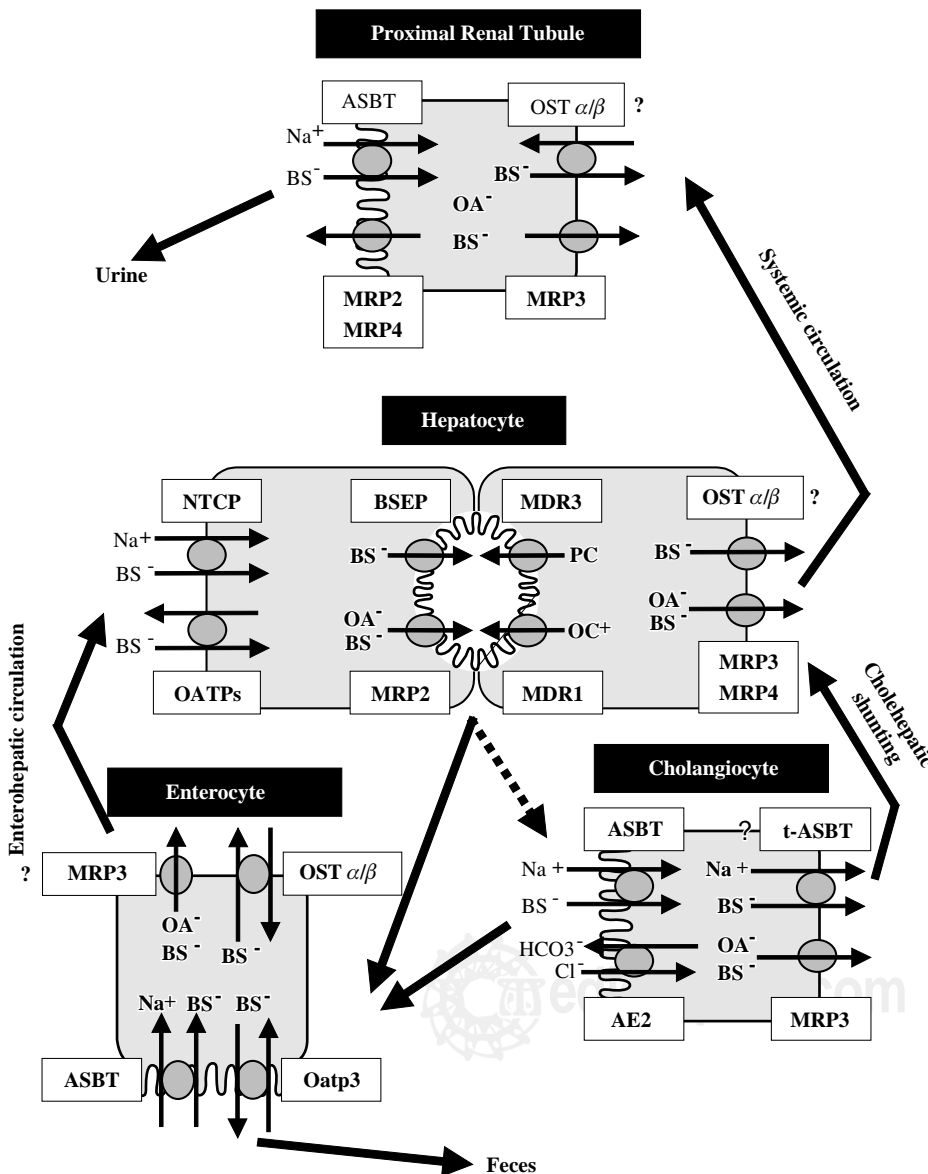 Proximal Renal Tubule
ASBT
OST α/β ?
Na+
BS-
BS-
OA-
BS-
Urine
MRP2
MRP4
MRP3
Systemic circulation
Hepatocyte
NTCP
BSEP
MDR3
OST α/β ?
Na+
BS-
BS-
PC
BS-
BS-
OA-
BS-
OC+
OA-
BS-
OATPs
MRP2
MDR1
MRP3
MRP4
Enterohepatic circulation
Cholehepatic
shunting
Enterocyte
Cholangiocyte
? MRP3
OST α/β
OA-
BS-
BS-
Na+ BS- BS-
ASBT
Oatp3
Feces
ASBT
? t-ASBT
Na+
BS-
Na+
BS-
HCO3-
Cl-
OA-
BS-
AE2
MRP3